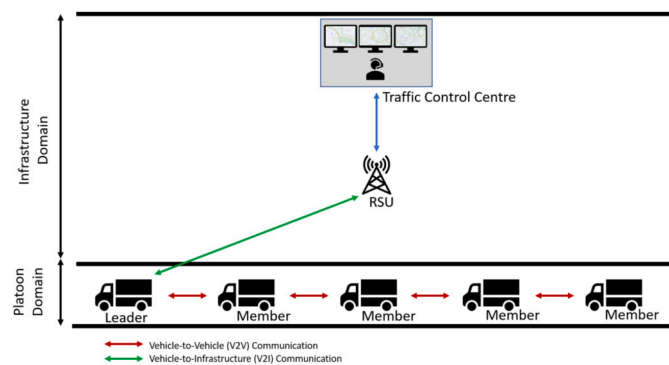 Traffic Control Centre
Infrastructure
Domain
RSU
Platoon
Domain
Leader
Member
Member
Member
Member
Vehicle-to-Vehicle (V2V) Communication
Vehicle-to-Infrastructure (V2I) Communication